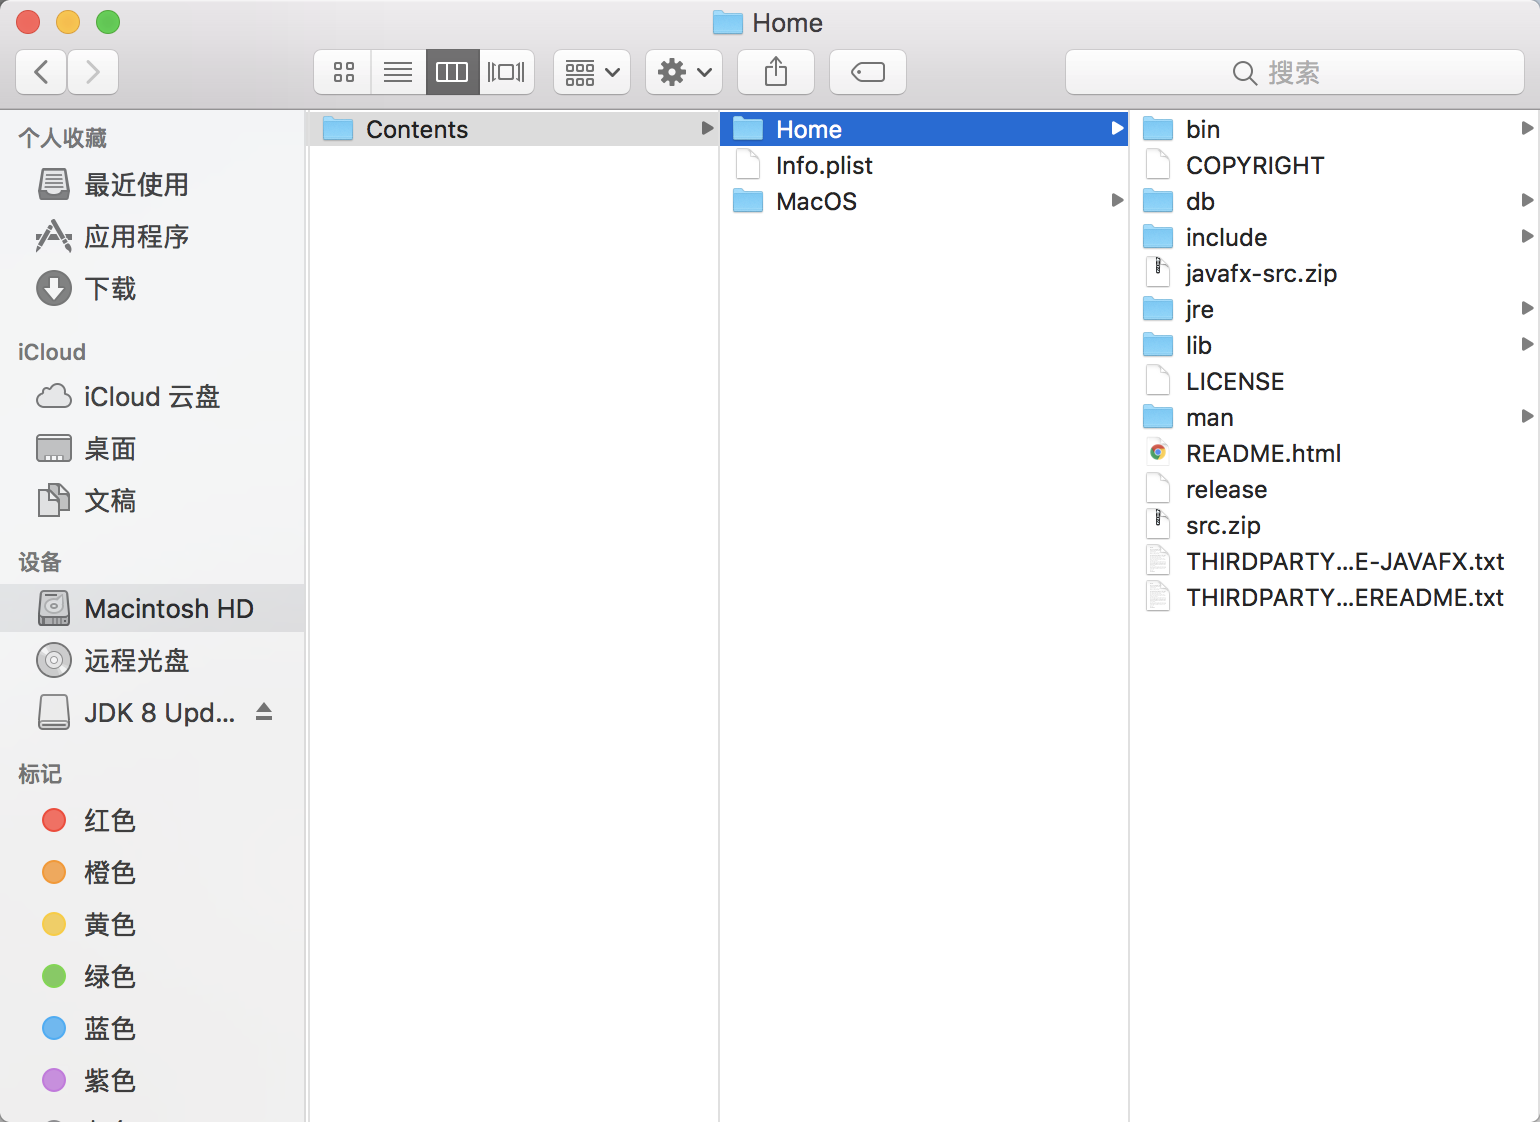 Home
搜索
个人收藏
最近使用
应用程序
下载
iCloud
iCloud 云盘
桌面
文稿
设备
Macintosh HD
远程光盘
JDK 8 Upd...
标记
红色
橙色
黄色
绿色
蓝色
紫色
Contents
Home
Info.plist
MacOS
bin
COPYRIGHT
db
include
javafx-src.zip
jre
lib
LICENSE
man
README.html
release
src.zip
THIRDPARTY...E-JAVAFX.txt
THIRDPARTY...EREADME.txt